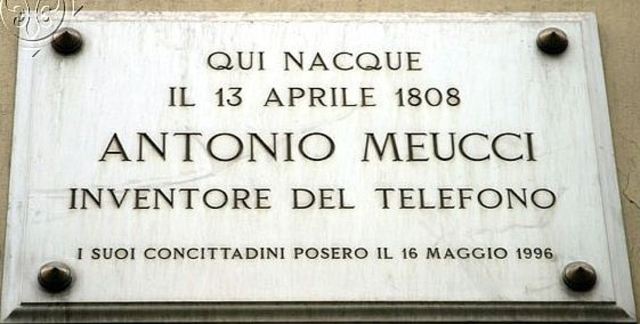 QUI NACQUE
IL 13 APRILE 1808
ANTONIO MEUCCI
INVENTORE DEL TELEFONO
I SUOI CONCITTADINI POSERO IL 16 MAGGIO 1996